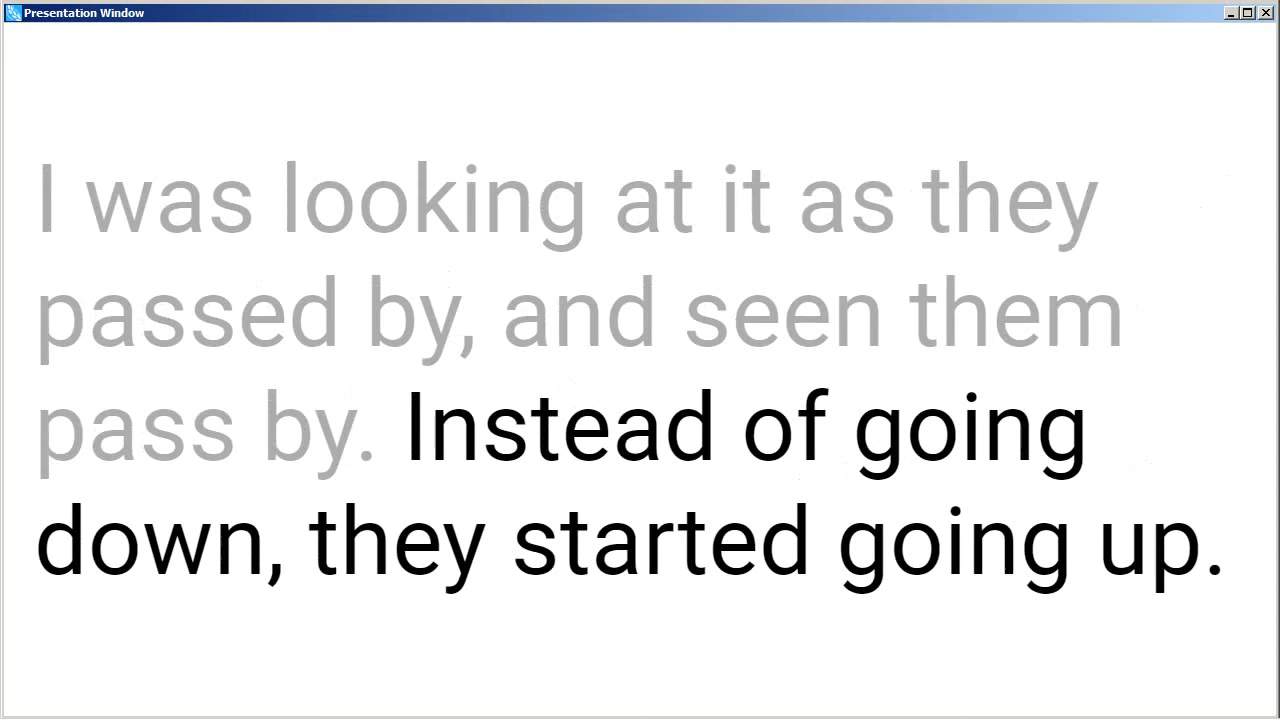 Presentation Window
I was looking at it as they
passed by, and seen them
pass by. Instead of going
down, they started going up.